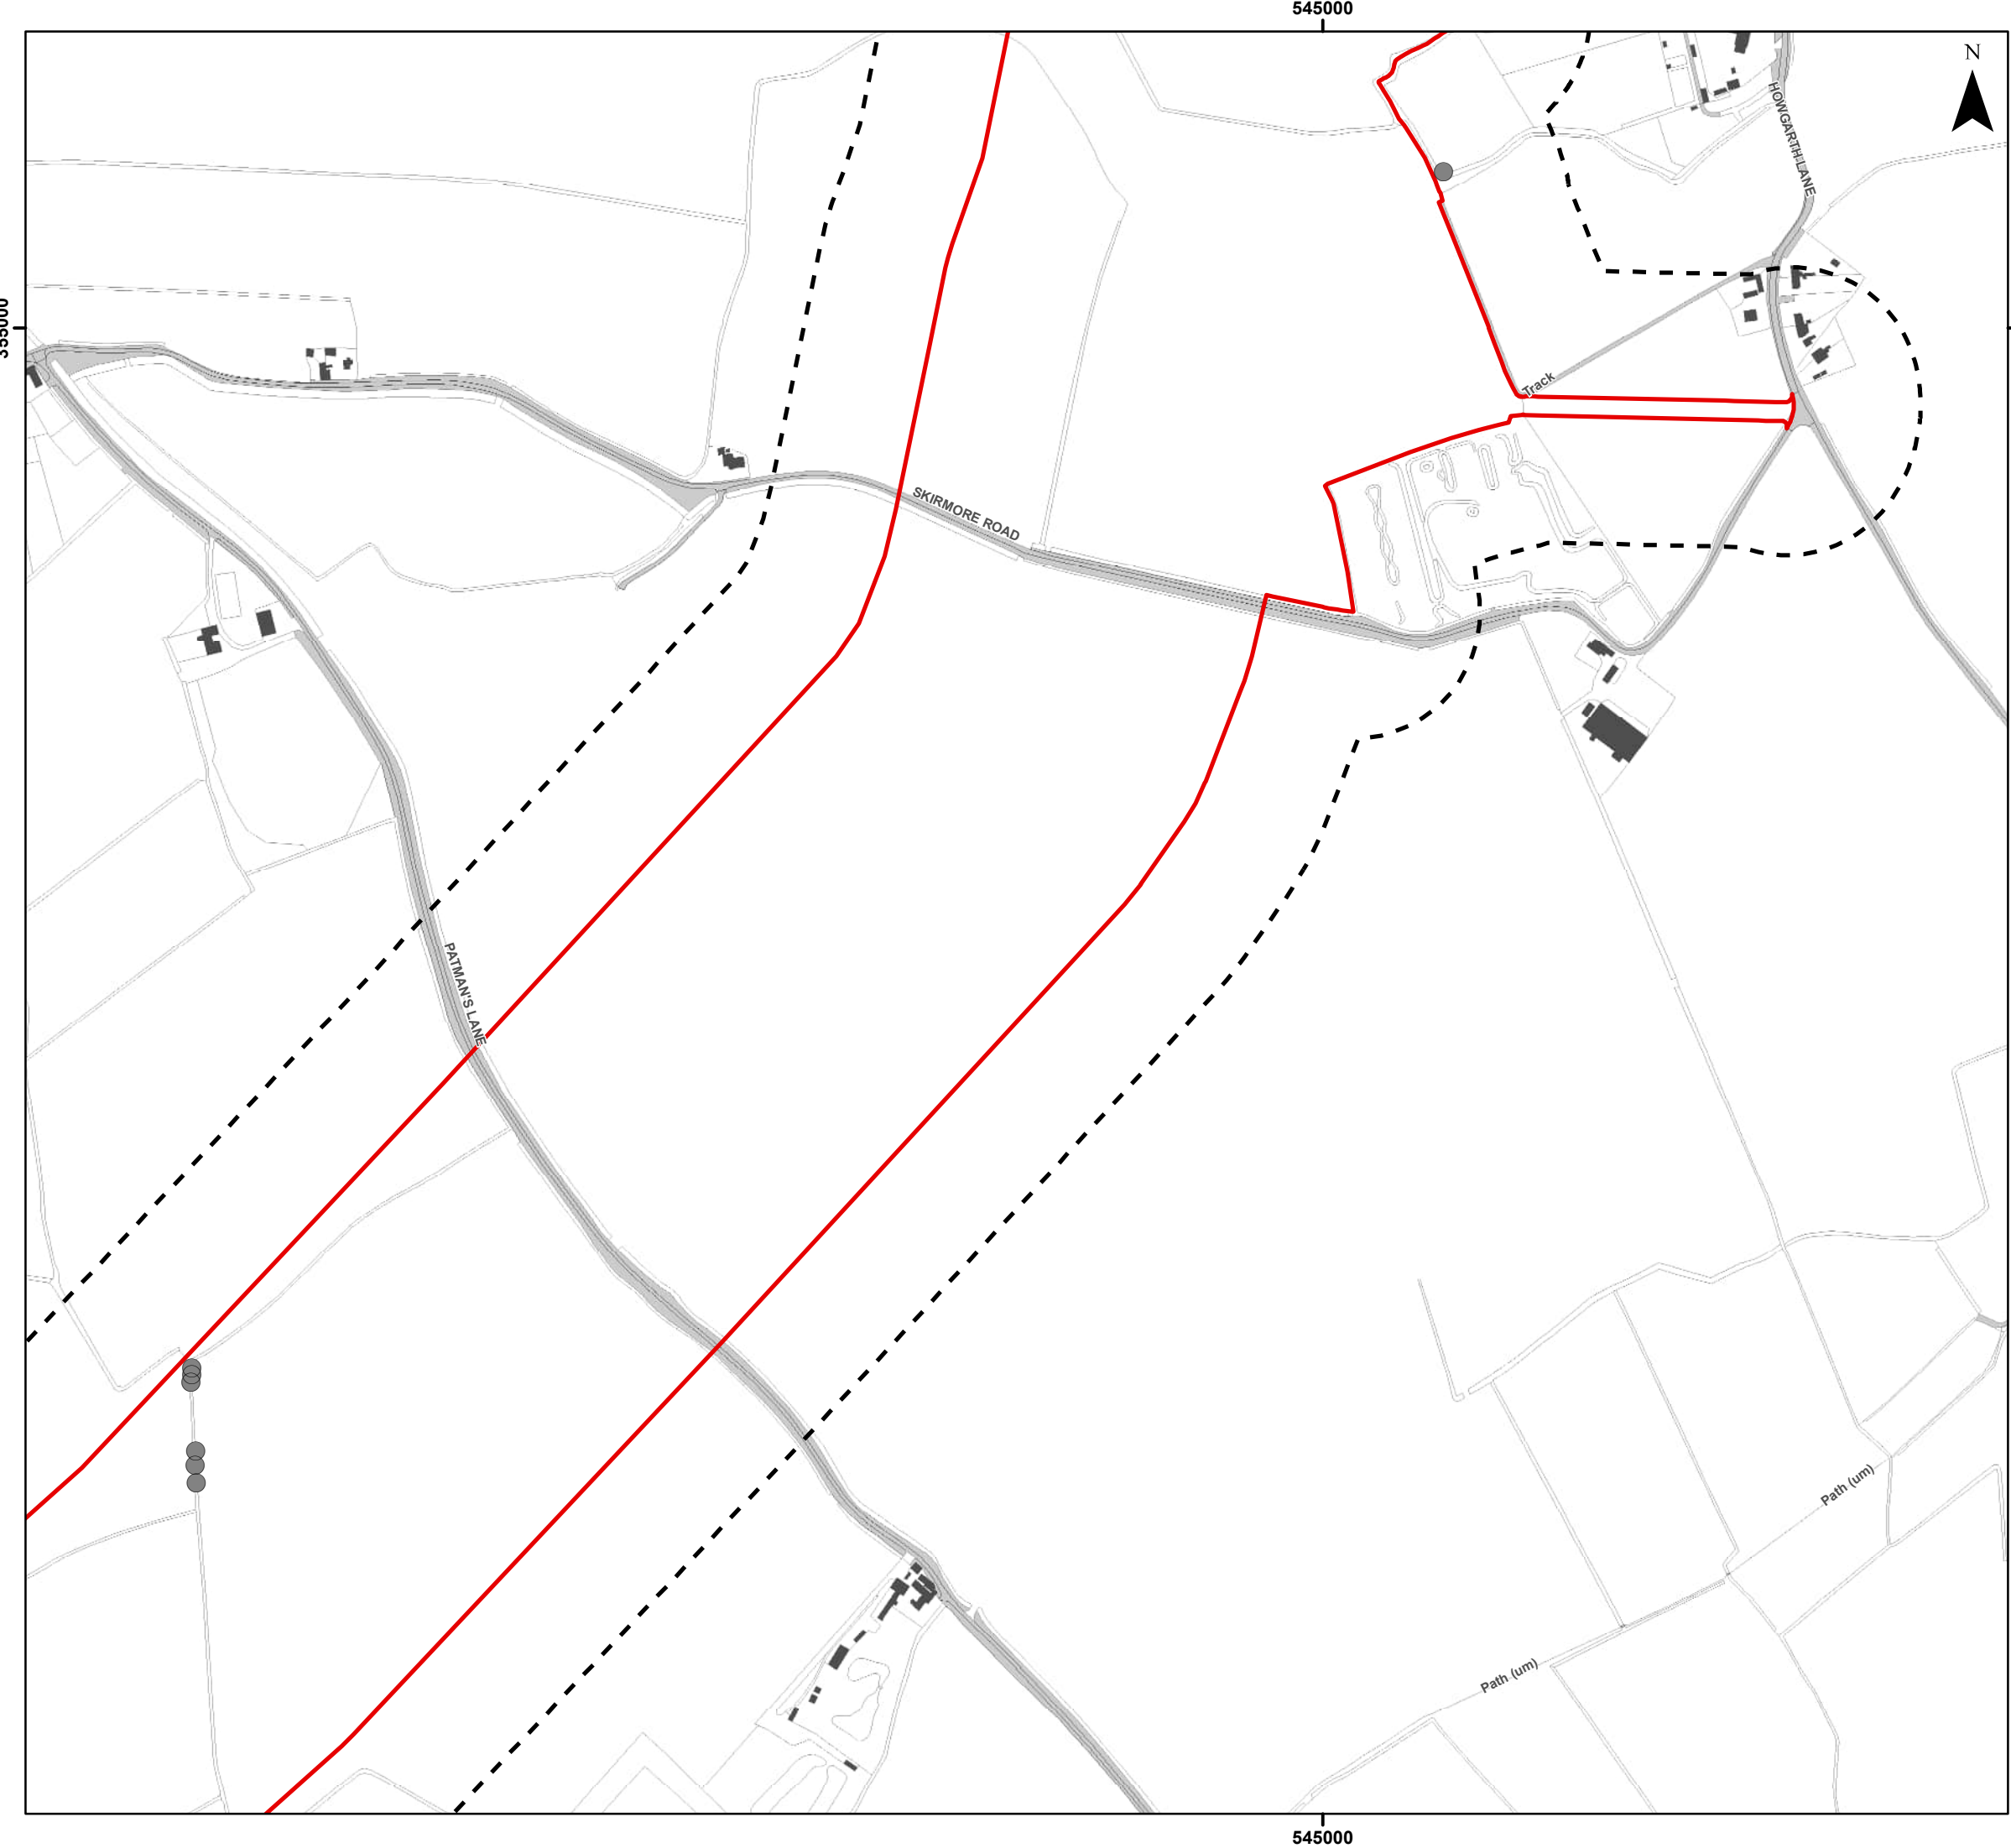 545000
N
HOWGARTH LANE
Track
SKIRMORE ROAD
PATMAN'S LANE
Path (um)
Path (um)
545000